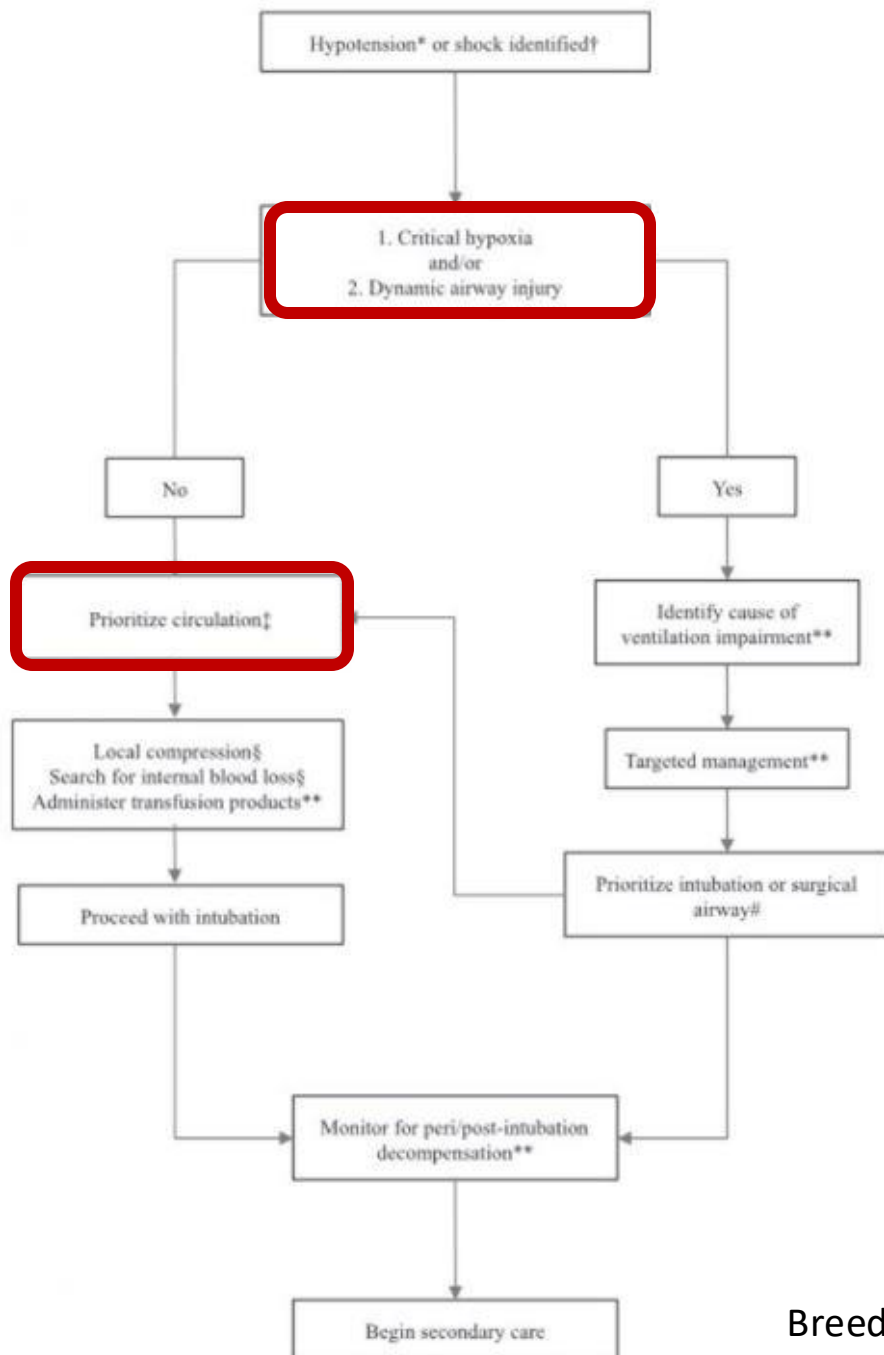 Hypotension* or shock identified†
1. Critical hypoxia
and/or
2. Dynamic airway injury
No
Yes
Prioritize circulation‡
Identify cause of
ventilation impairment**
Local compression§
Search for internal blood loss§
Administer transfusion products**
Targeted management**
Proceed with intubation
Prioritize intubation or surgical
airway#
Monitor for peri/post-intubation
decompensation**
Begin secondary care
Breed